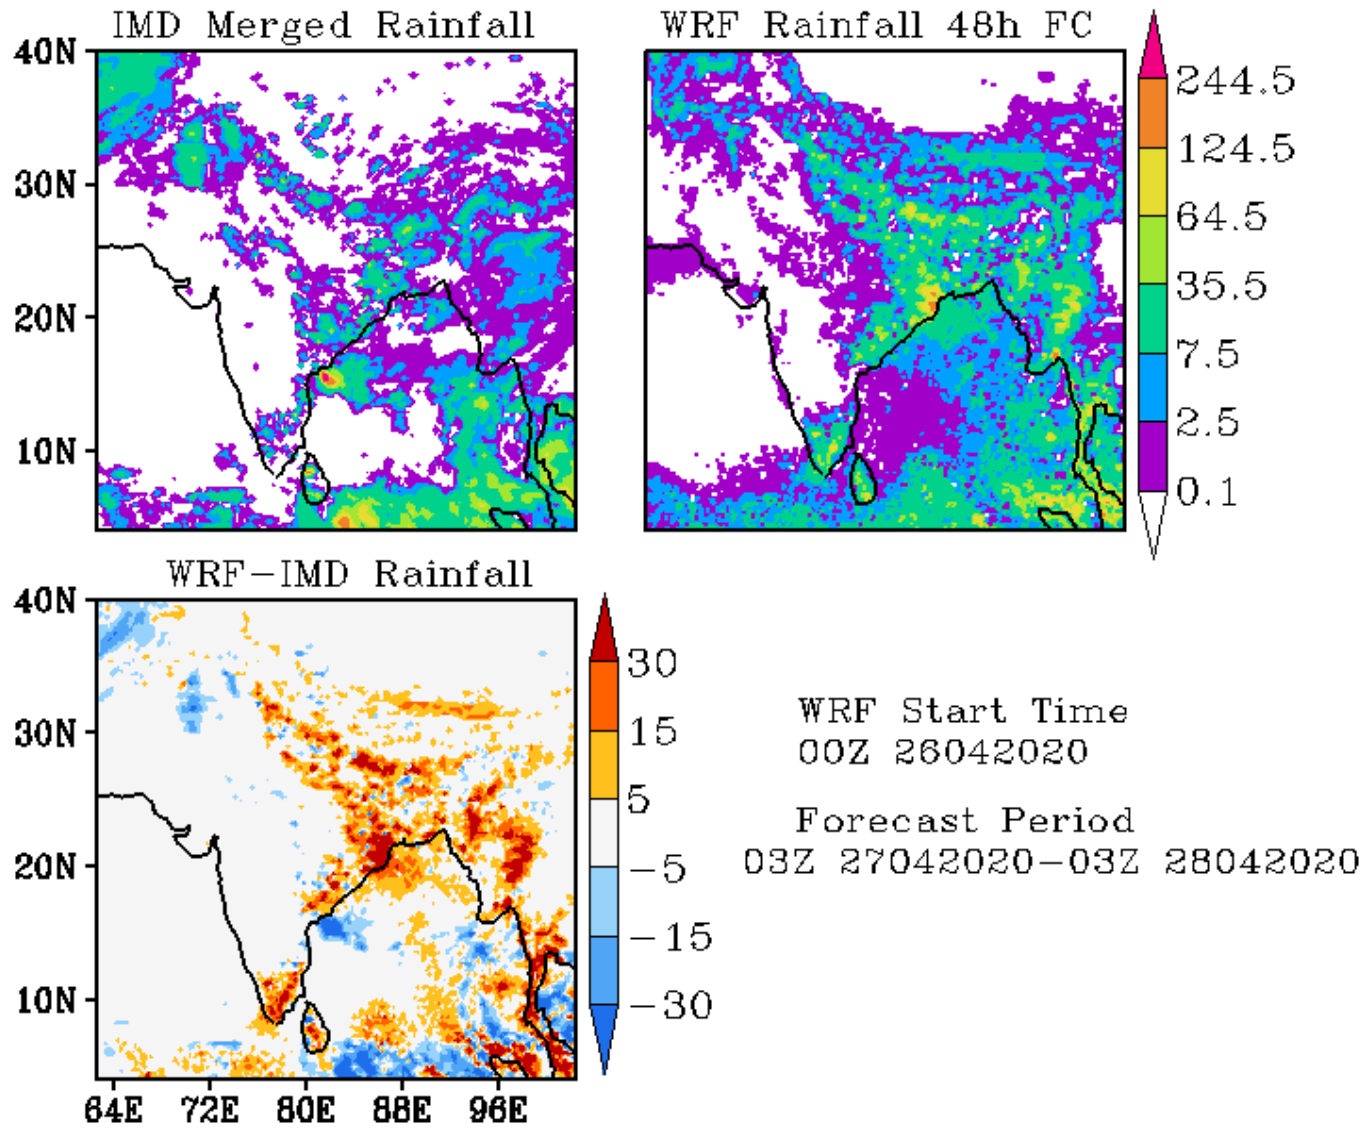 IMD Merged Rainfall
WRF Rainfall 48h FC
40N
30N
20N
10N
244.5
124.5
64.5
35.5
7.5
2.5
0.1
WRF-IMD Rainfall
40N
30N
20N
10N
64E 72E 80E 88E 96E
30
15
5
-5
-15
-30
WRF Start Time
00Z 26042020
Forecast Period
03Z 27042020-03Z 28042020